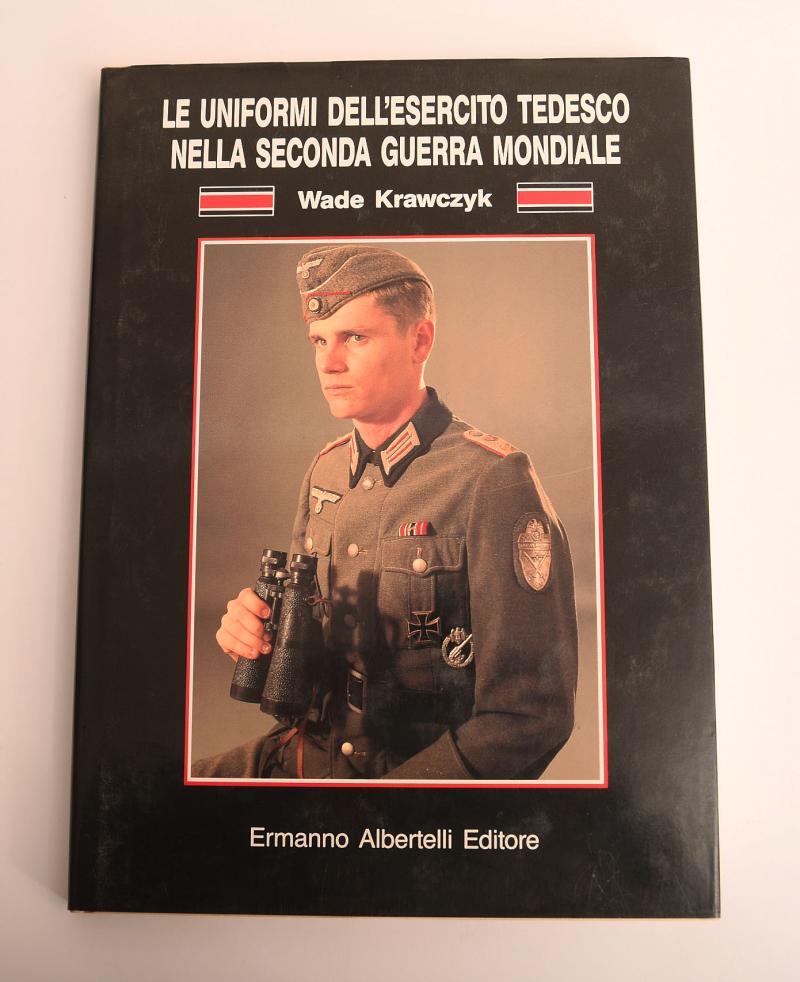 LE UNIFORMI DELL'ESERCITO TEDESCO
NELLA SECONDA GUERRA MONDIALE
Wade Krawczyk
Ermanno Albertelli Editore